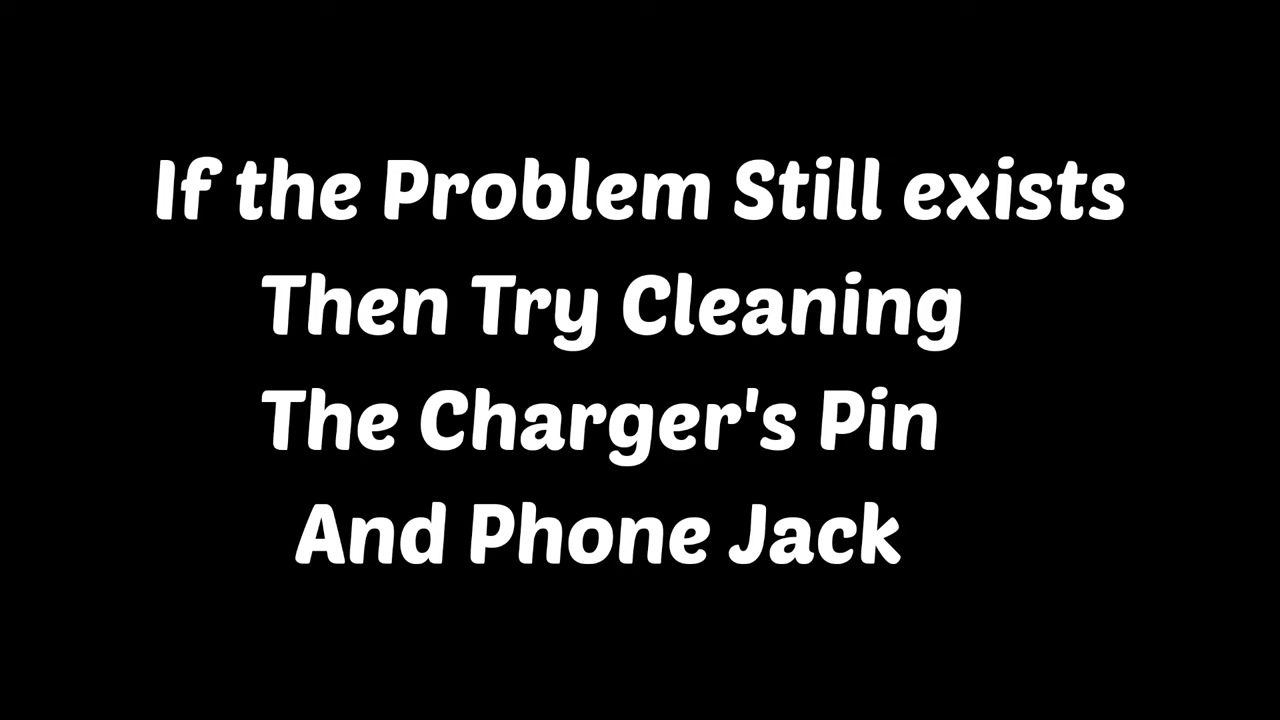 If the Problem Still exists
Then Try Cleaning
The Charger's Pin
And Phone Jack